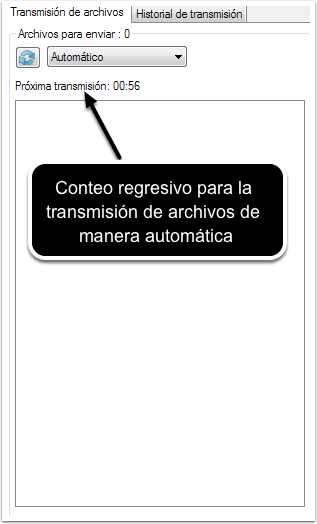 Transmisión de archivos
Historial de transmisión
Archivos para enviar : 0
Automático
Próxima transmisión: 00:56
Conteo regresivo para la
transmisión de archivos de
manera automática